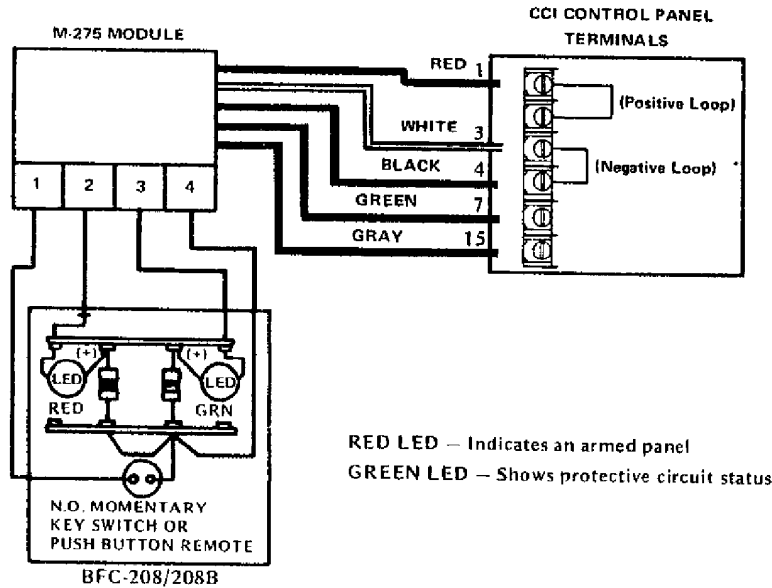 M-275 MODULE
CCI CONTROL PANEL
TERMINALS
RED 1
(Positive Loop)
WHITE 3
BLACK 4
(Negative Loop)
GREEN 7
GRAY 15
1 2 3 4
(+) (+)
LED LED
RED GRN
RED LED — Indicates an armed panel
GREEN LED — Shows protective circuit status
N.O. MOMENTARY
KEY SWITCH OR
PUSH BUTTON REMOTE
BFC-208/208B